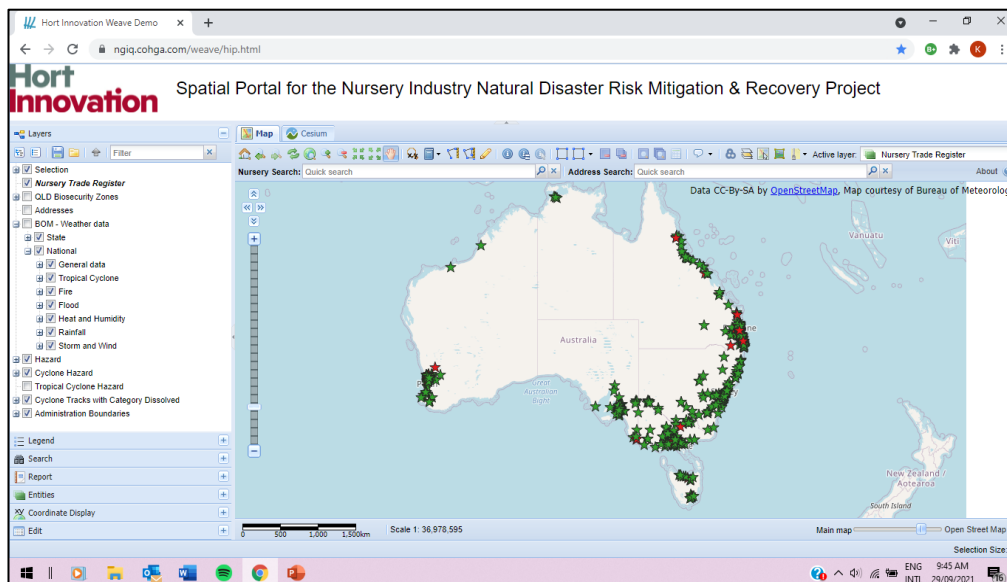 Hort Innovation Weave Demo
ngiq.cohga.com/weave/hip.html
K
Hort
Innovation
Spatial Portal for the Nursery Industry Natural Disaster Risk Mitigation & Recovery Project
Layers
Map
Cesium
Filter
Active layer:
Nursery Trade Register
Nursery Search:
Quick search
Address Search:
Quick search
About
Selection
Nursery Trade Register
QLD Biosecurity Zones
Addresses
BOM - Weather data
State
National
General data
Tropical Cyclone
Fire
Flood
Heat and Humidity
Rainfall
Storm and Wind
Hazard
Cyclone Hazard
Tropical Cyclone Hazard
Cyclone Tracks with Category Dissolved
Administration Boundaries
Legend
Search
Report
Entities
Coordinate Display
Edit
Data CC-By-SA by OpenStreetMap, Map courtesy of Bureau of Meteorolog
Vanuatu
Viti
Australia
Great
Australian
Bight
New Zealand /
Aotearoa
South Island
0 500 1,000 1,500km
Scale 1: 36,978,595
Main map
Open Street Map
Selection Size:
ENG
INTL
9:45 AM
29/09/2021